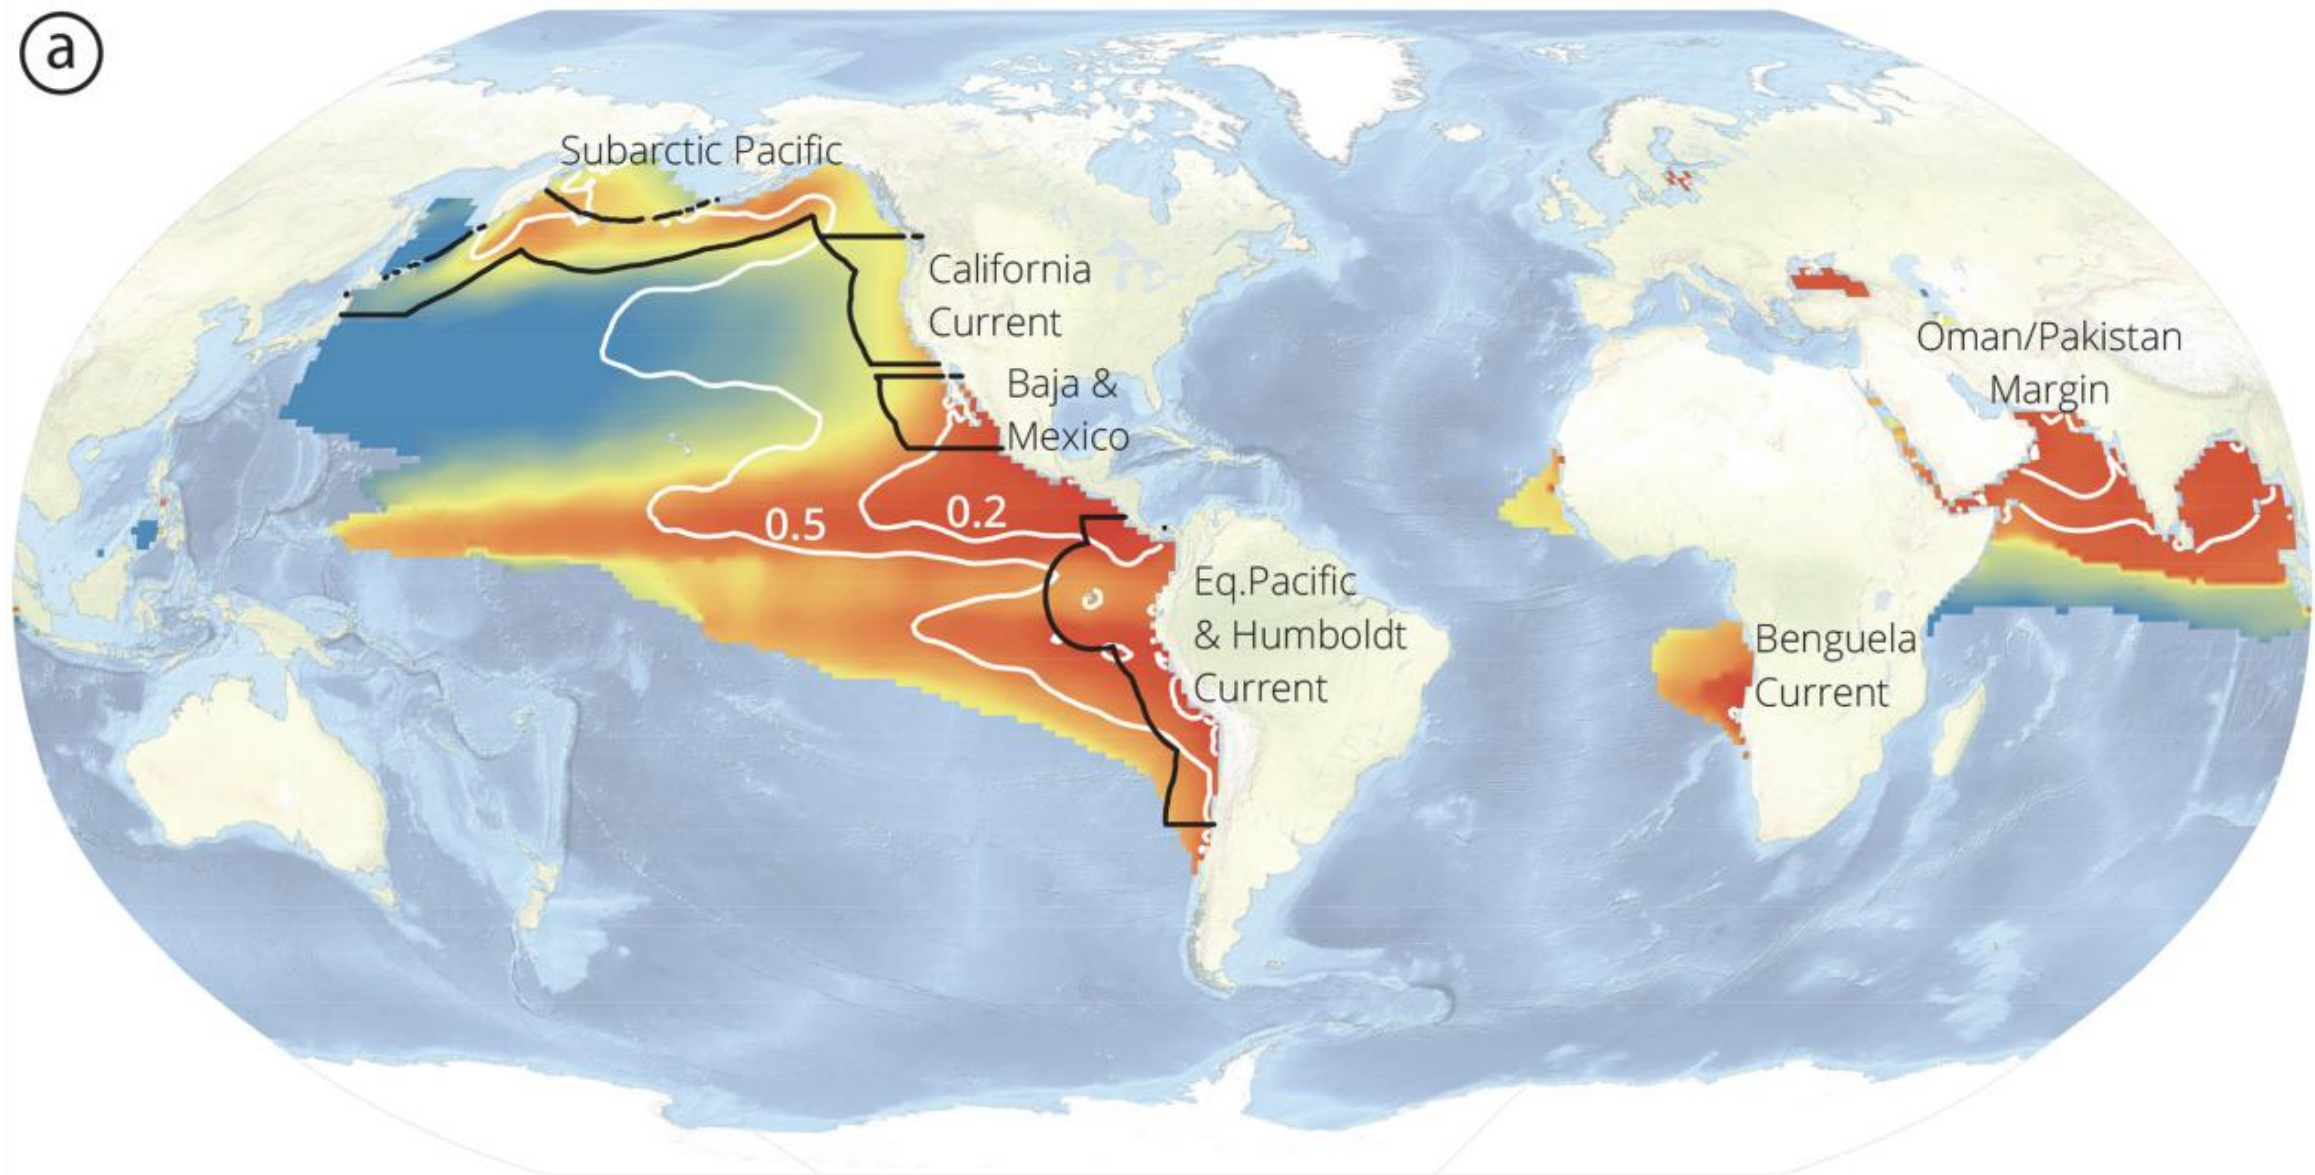 a
Subarctic Pacific
California
Current
Oman/Pakistan
Margin
Baja &
Mexico
0.5
0.2
Eq.Pacific
& Humboldt
Current
Benguela
Current